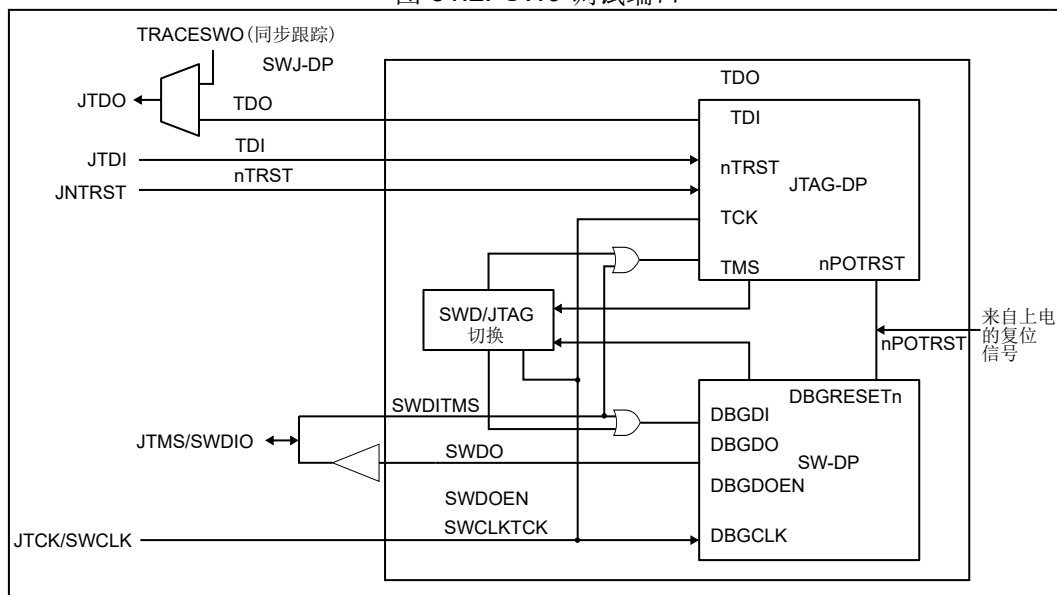 TRACESWO(同步跟踪)
SWJ-DP
TDO
JTDO
TDO
TDI
JTDI
TDI
nTRST
nTRST
JTAG-DP
JNTRST
TCK
TMS
nPOTRST
SWD/JTAG
切换
来自上电
的复位
信号
nPOTRST
DBGRESETn
SWDITMS
DBGDI
JTMS/SWDIO
DBGDO
SWDO
SW-DP
DBGDOEN
SWDOEN
SWCLKTCK
DBGCLK
JTCK/SWCLK